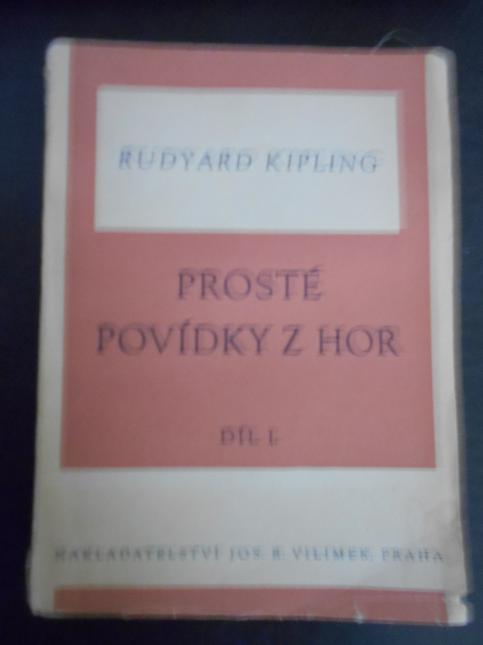 RUDYARD KIPLING
PROSTÉ
POVÍDKY Z HOR
DÍL I.
NAKLADATELSTVÍ JOS. R. VILÍMEK, PRAHA